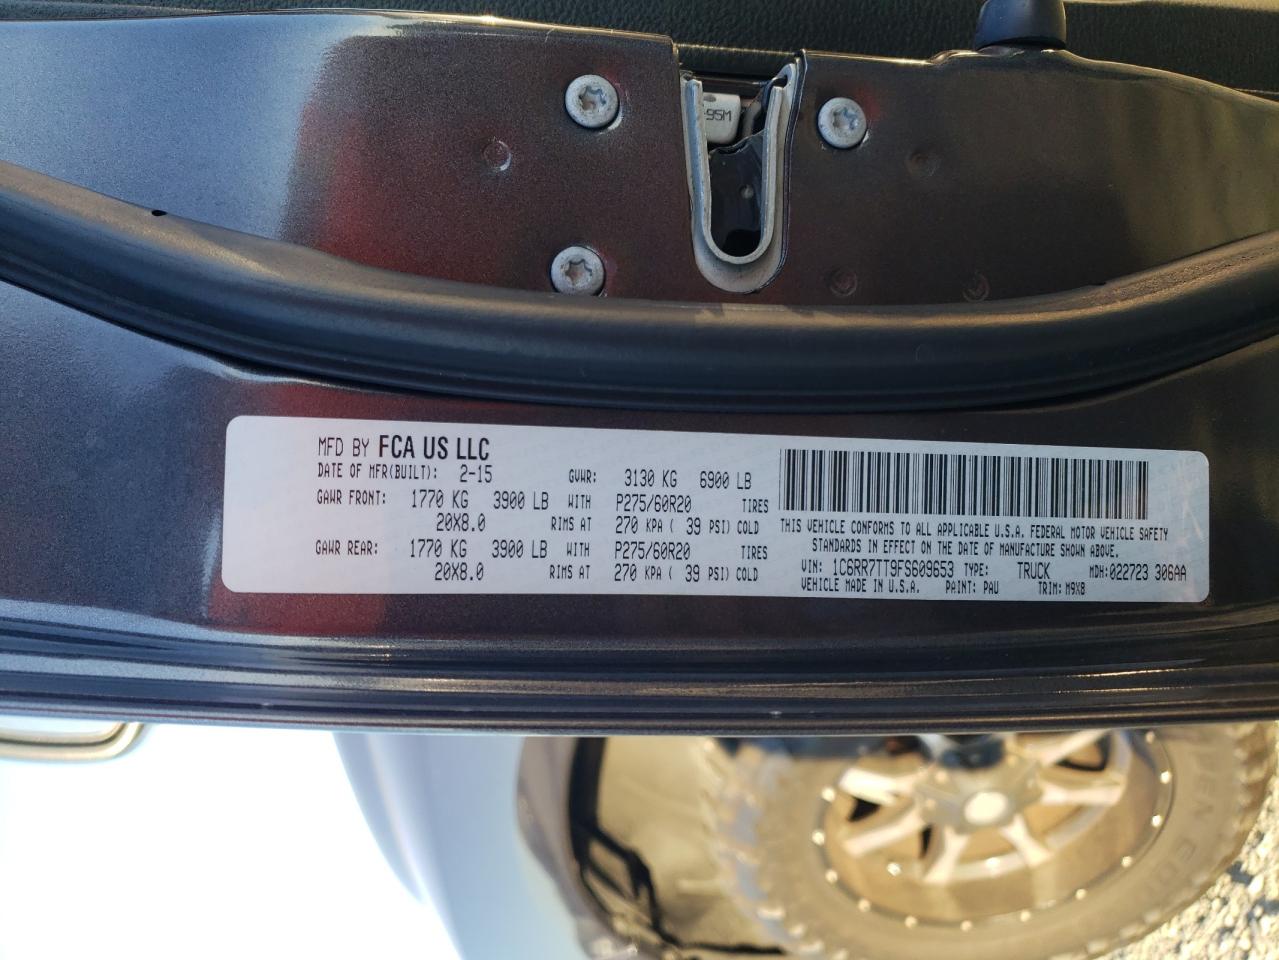 -95M
MFD BY FCA US LLC
DATE OF MFR(BUILT): 2-15 GVWR: 3130 KG 6900 LB
GAWR FRONT: 1770 KG 3900 LB WITH P275/60R20 TIRES
20X8.0 RIMS AT 270 KPA ( 39 PSI) COLD
GAWR REAR: 1770 KG 3900 LB WITH P275/60R20 TIRES
20X8.0 RIMS AT 270 KPA ( 39 PSI) COLD
THIS VEHICLE CONFORMS TO ALL APPLICABLE U.S.A. FEDERAL MOTOR VEHICLE SAFETY
STANDARDS IN EFFECT ON THE DATE OF MANUFACTURE SHOWN ABOVE.
VIN: 1C6RR7TT9FS609653 TYPE: TRUCK MDH: 022723 306AA
VEHICLE MADE IN U.S.A. PAINT: PAU TRIM: M9X8